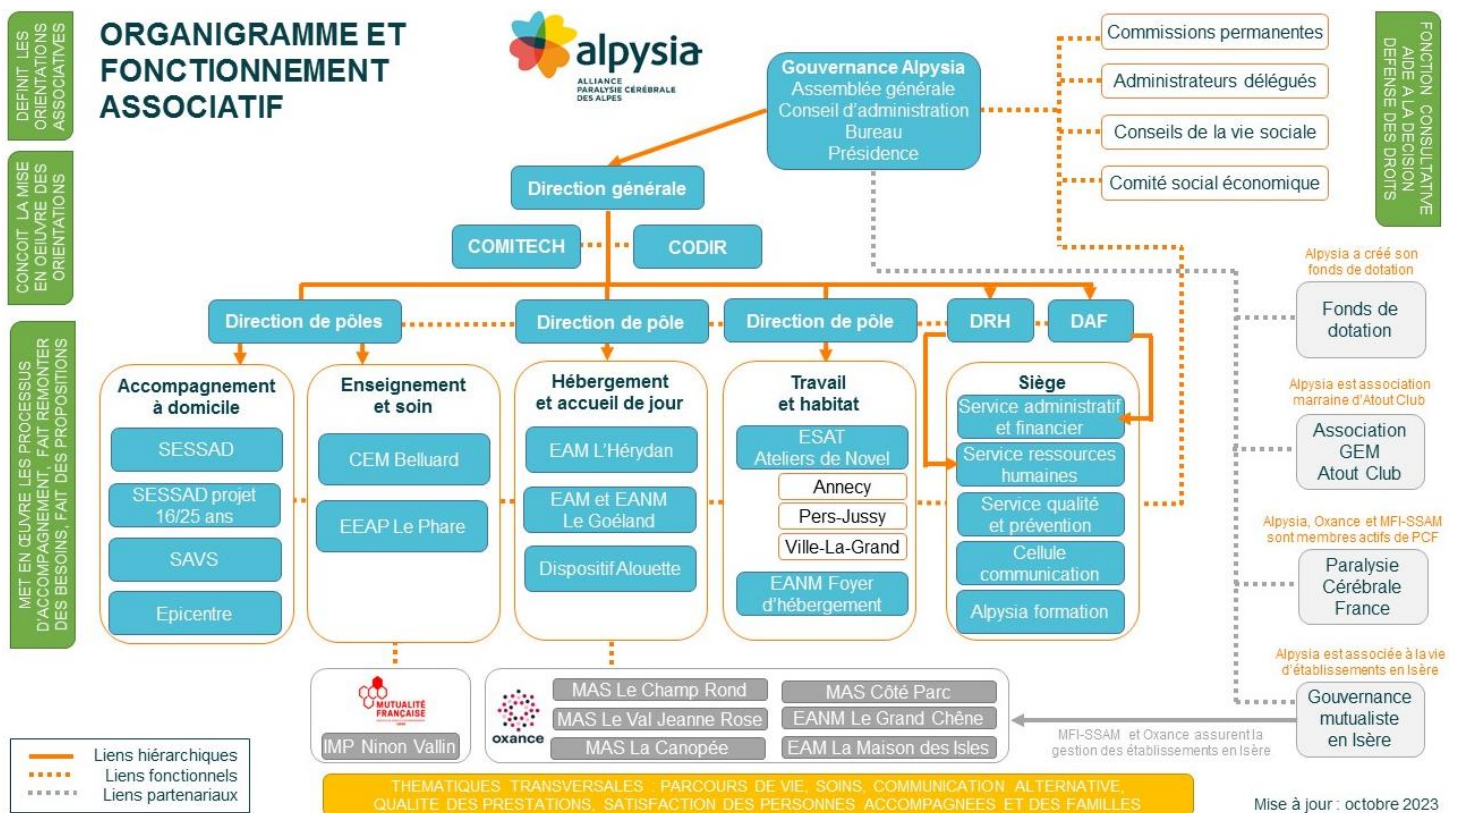 DEFINIT LES
ORIENTATIONS
ASSOCIATIVES
ORGANIGRAMME ET
FONCTIONNEMENT
ASSOCIATIF
alpysia
ALLIANCE
PARALYSIE CÉRÉBRALE
DES ALPES
Gouvernance Alpysia
Assemblée générale
Conseil d'administration
Bureau
Présidence
Commissions permanentes
Administrateurs délégués
Conseils de la vie sociale
Comité social économique
FONCTION CONSULTATIVE
AIDE A LA DECISION
DEFENSE DES DROITS
CONCOIT LA MISE
EN OEIUVRE DES
ORIENTATIONS
Direction générale
COMITECH
CODIR
Direction de pôles
Direction de pôle
Direction de pôle
DRH
DAF
MET EN ŒUVRE LES PROCESSUS
D'ACCOMPAGNEMENT, FAIT REMONTER
DES BESOINS, FAIT DES PROPOSITIONS
Accompagnement
à domicile
SESSAD
SESSAD projet
16/25 ans
SAVS
Epicentre
Enseignement
et soin
CEM Belluard
EEAP Le Phare
Hébergement
et accueil de jour
EAM L'Hérydan
EAM et EANM
Le Goéland
Dispositif Alouette
Travail
et habitat
ESAT
Ateliers de Novel
Annecy
Pers-Jussy
Ville-La-Grand
EANM Foyer
d'hébergement
Siège
Service administratif
et financier
Service ressources
humaines
Service qualité
et prévention
Cellule
communication
Alpysia formation
Alpysia a créé son
fonds de dotation
Fonds de
dotation
Alpysia est association
marraine d'Atout Club
Association
GEM
Atout Club
Alpysia, Oxance et MFI-SSAM
sont membres actifs de PCF
Paralysie
Cérébrale
France
Alpysia est associée à la vie
d'établissements en Isère
Gouvernance
mutualiste
en Isère
MUTUALITÉ
FRANÇAISE
IMP Ninon Vallin
oxance
MAS Le Champ Rond
MAS Le Val Jeanne Rose
MAS La Canopée
MAS Côté Parc
EANM Le Grand Chêne
EAM La Maison des Isles
MFI-SSAM et Oxance assurent la
gestion des établissements en Isère
Liens hiérarchiques
Liens fonctionnels
Liens partenariaux
THEMATIQUES TRANSVERSALES : PARCOURS DE VIE, SOINS, COMMUNICATION ALTERNATIVE,
QUALITE DES PRESTATIONS, SATISFACTION DES PERSONNES ACCOMPAGNEES ET DES FAMILLES
Mise à jour : octobre 2023